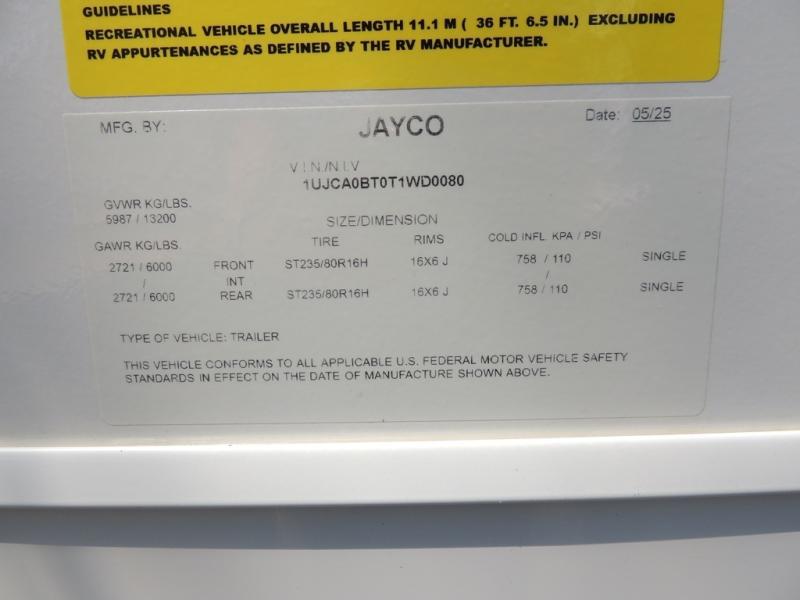 GUIDELINES
RECREATIONAL VEHICLE OVERALL LENGTH 11.1 M ( 36 FT. 6.5 IN.) EXCLUDING
RV APPURTENANCES AS DEFINED BY THE RV MANUFACTURER.
MFG. BY: JAYCO Date: 05/25
V.I.N./N.I.V
1UJCA0BT0T1WD0080
GVWR KG/LBS.
5987 / 13200
SIZE/DIMENSION
GAWR KG/LBS. TIRE RIMS COLD INFL. KPA / PSI
2721 / 6000 FRONT ST235/80R16H 16X6 J 758 / 110 SINGLE
/ INT /
2721 / 6000 REAR ST235/80R16H 16X6 J 758 / 110 SINGLE
TYPE OF VEHICLE: TRAILER
THIS VEHICLE CONFORMS TO ALL APPLICABLE U.S. FEDERAL MOTOR VEHICLE SAFETY
STANDARDS IN EFFECT ON THE DATE OF MANUFACTURE SHOWN ABOVE.